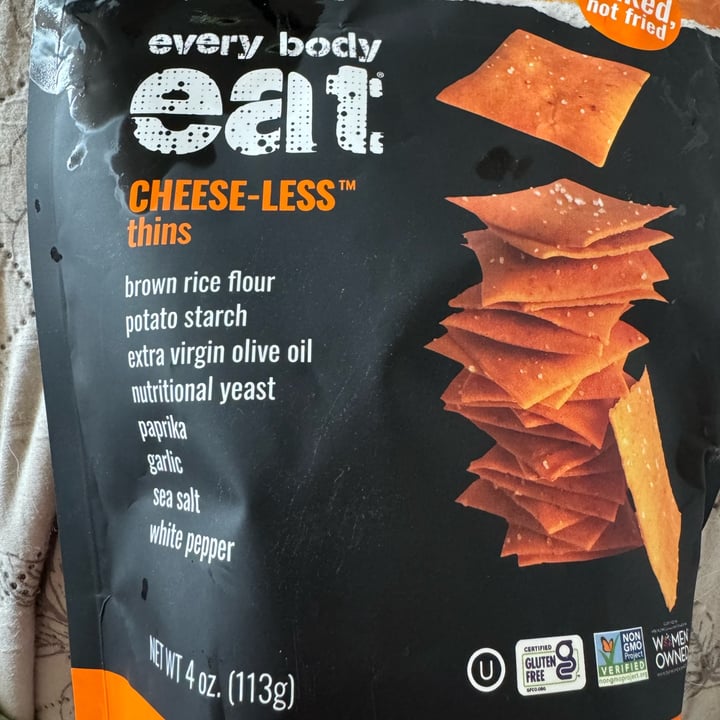 not fried
every body
eat®
CHEESE-LESS™
thins
brown rice flour
potato starch
extra virgin olive oil
nutritional yeast
paprika
garlic
sea salt
white pepper
NET WT 4 oz. (113g)
U
CERTIFIED
GLUTEN
FREE
GFCO.ORG
NON
GMO
Project
VERIFIED
nongmoproject.org
WOMEN
OWNED